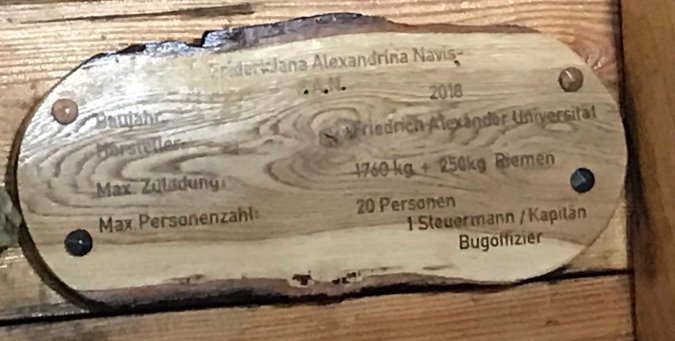 Fridericiana Alexandrina Navis-
F.A.N.
Baujahr: 2018
Hersteller: Friedrich Alexander Universität
Max. Zuladung: 1760 kg + 250kg Riemen
Max.Personenzahl: 20 Personen
1 Steuermann / Kapitän
Bugoffizier